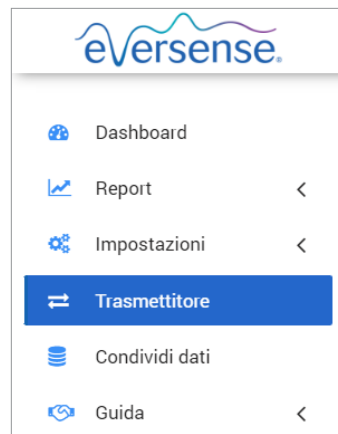 eversense.
Dashboard
Report
Impostazioni
Trasmettitore
Condividi dati
Guida